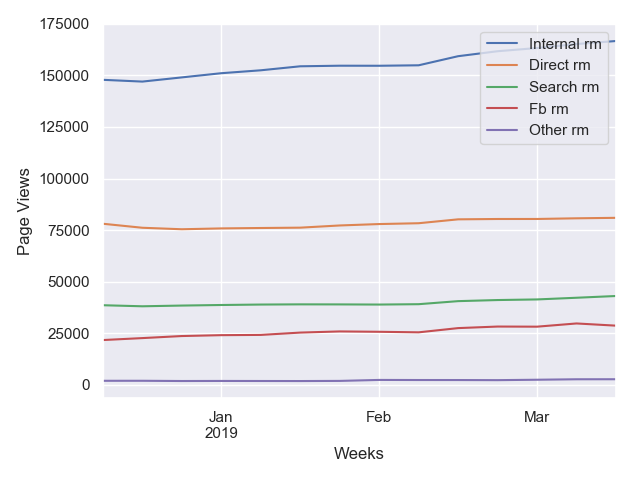 175000
150000
125000
100000
75000
50000
25000
0
Page Views
Internal rm
Direct rm
Search rm
Fb rm
Other rm
Jan
2019
Feb
Mar
Weeks